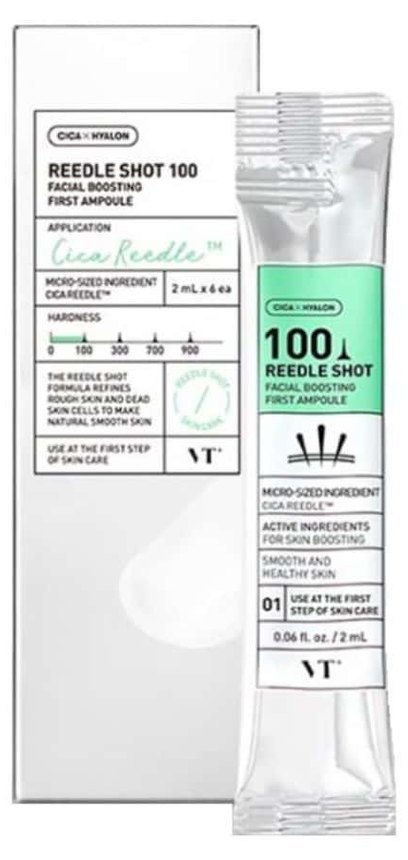 CICA × HYALON
REEDLE SHOT 100
FACIAL BOOSTING
FIRST AMPOULE
APPLICATION
Cica Reedle™
MICRO-SIZED INGREDIENT
CICA REEDLE™
2 mL x 6 ea
HARDNESS
0 100 300 700 900
THE REEDLE SHOT
FORMULA REFINES
ROUGH SKIN AND DEAD
SKIN CELLS TO MAKE
NATURAL SMOOTH SKIN
REEDLE SHOT
SKIN CARE
USE AT THE FIRST STEP
OF SKIN CARE
VT+
CICA × HYALON
100
REEDLE SHOT
FACIAL BOOSTING
FIRST AMPOULE
MICRO-SIZED INGREDIENT
CICA REEDLE™
ACTIVE INGREDIENTS
FOR SKIN BOOSTING
SMOOTH AND
HEALTHY SKIN
01
USE AT THE FIRST
STEP OF SKIN CARE
0.06 fl. oz. / 2 mL
VT+